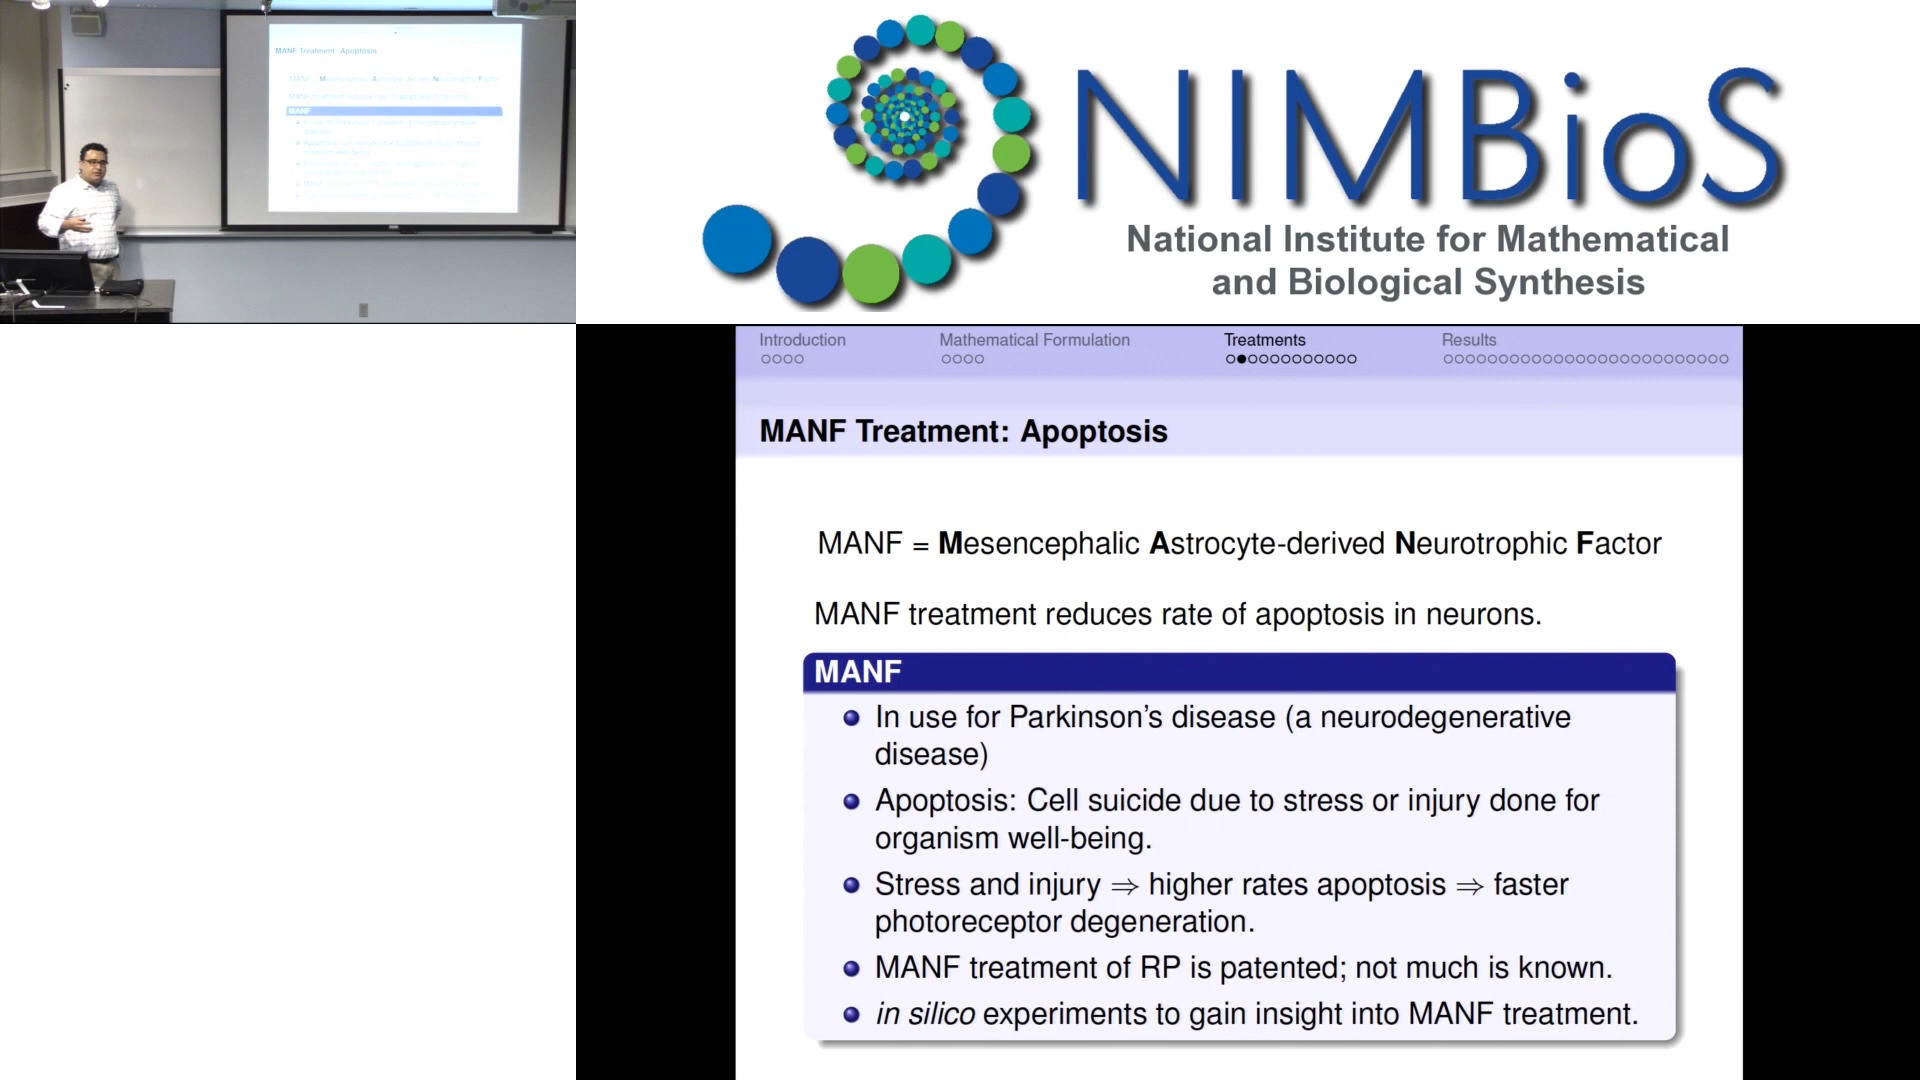 MANF Treatment: Apoptosis
MANF
NIMBioS
National Institute for Mathematical
and Biological Synthesis
Introduction
Mathematical Formulation
Treatments
Results
MANF Treatment: Apoptosis
MANF = Mesencephalic Astrocyte-derived Neurotrophic Factor
MANF treatment reduces rate of apoptosis in neurons.
MANF
In use for Parkinson's disease (a neurodegenerative
disease)
Apoptosis: Cell suicide due to stress or injury done for
organism well-being.
Stress and injury ⇒ higher rates apoptosis ⇒ faster
photoreceptor degeneration.
MANF treatment of RP is patented; not much is known.
in silico experiments to gain insight into MANF treatment.